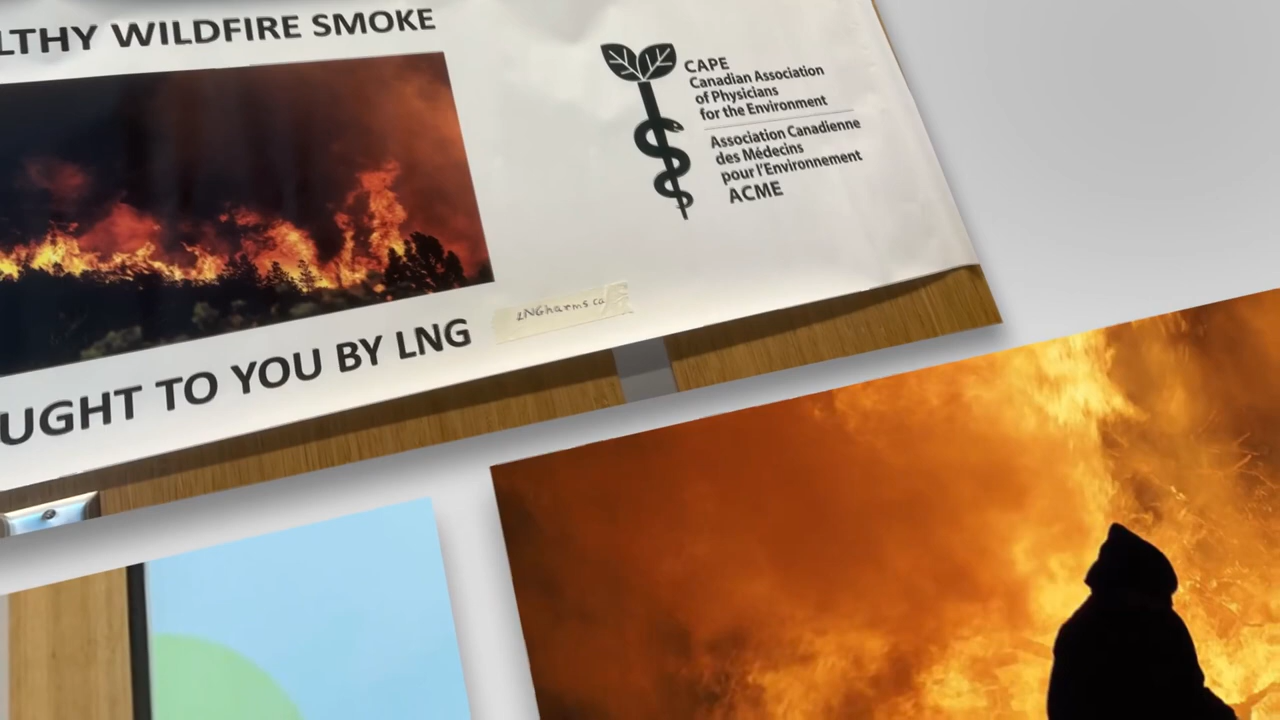 LTHY WILDFIRE SMOKE
CAPE
Canadian Association
of Physicians
for the Environment
Association Canadienne
des Médecins
pour l'Environnement
ACME
LNGharms ca
UGHT TO YOU BY LNG